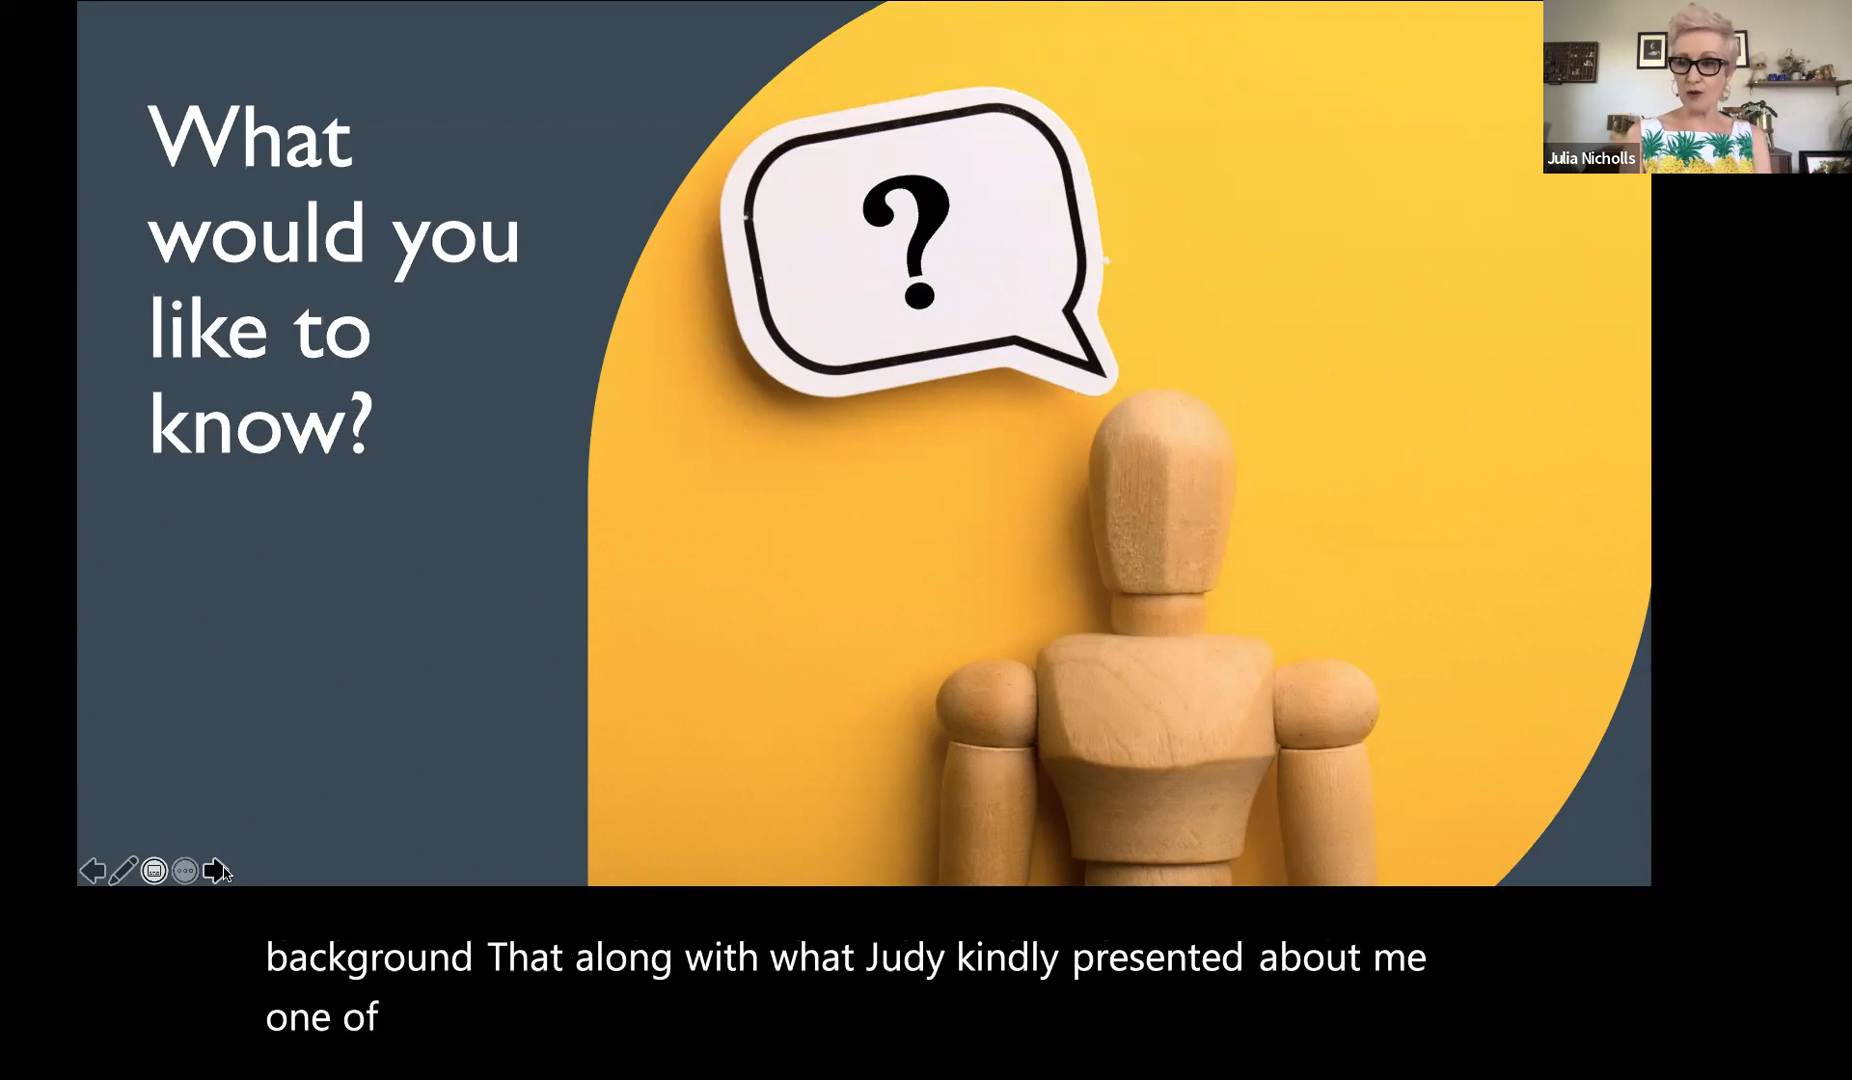 What
would you
like to
know?
?
Julia Nicholls
background That along with what Judy kindly presented about me
one of